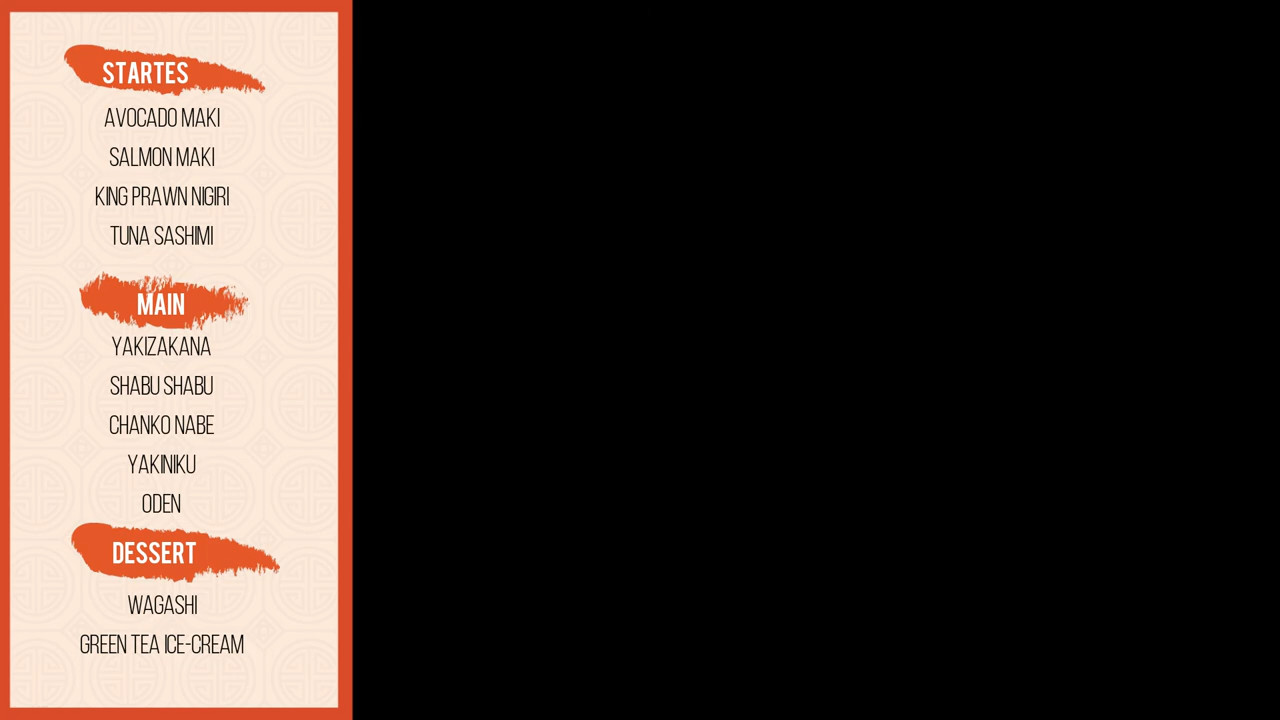 STARTES
AVOCADO MAKI
SALMON MAKI
KING PRAWN NIGIRI
TUNA SASHIMI
MAIN
YAKIZAKANA
SHABU SHABU
CHANKO NABE
YAKINIKU
ODEN
DESSERT
WAGASHI
GREEN TEA ICE-CREAM